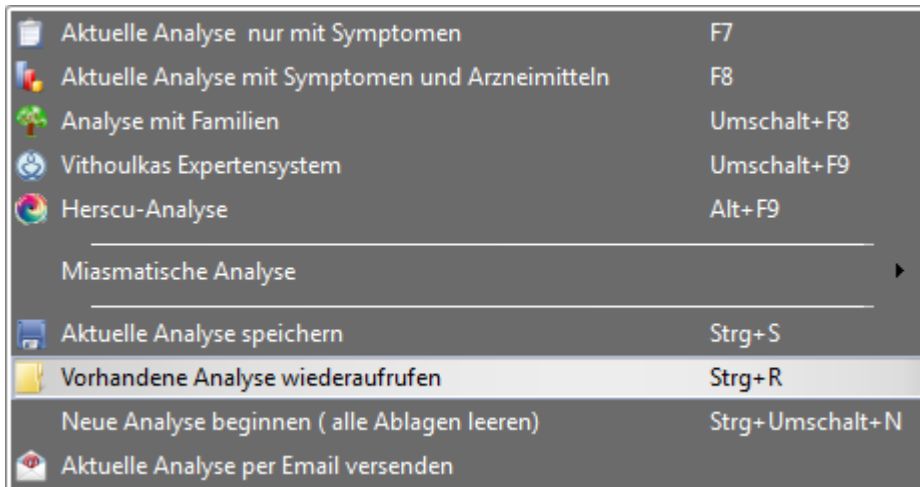 Aktuelle Analyse  nur mit Symptomen F7
Aktuelle Analyse mit Symptomen und Arzneimitteln F8
Analyse mit Familien Umschalt+F8
Vithoulkas Expertensystem Umschalt+F9
Herscu-Analyse Alt+F9
Miasmatische Analyse
Aktuelle Analyse speichern Strg+S
Vorhandene Analyse wiederaufrufen Strg+R
Neue Analyse beginnen ( alle Ablagen leeren) Strg+Umschalt+N
Aktuelle Analyse per Email versenden